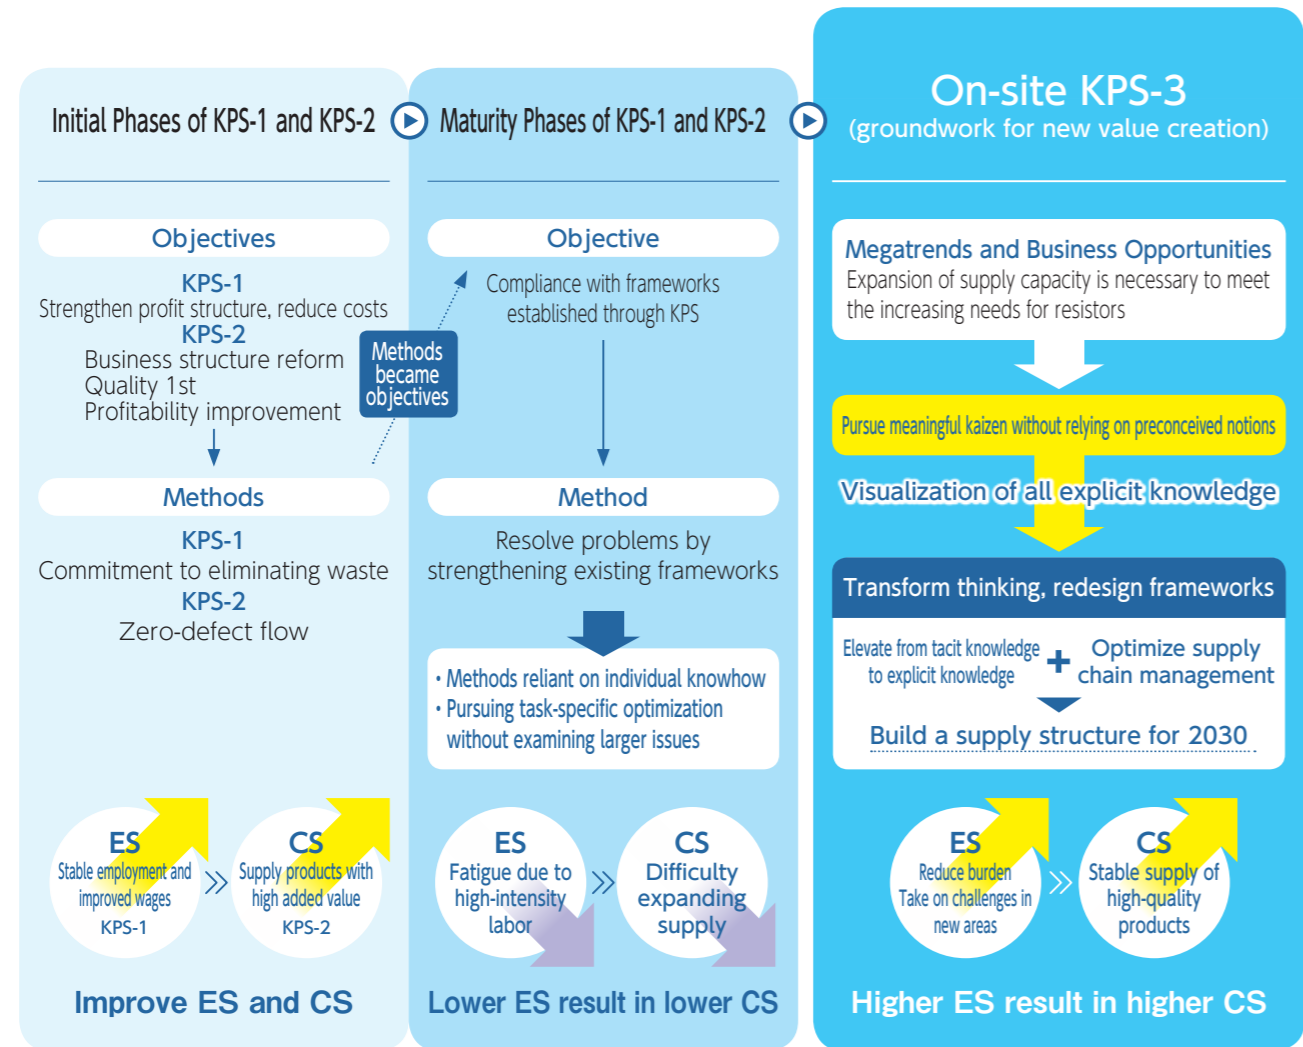 Initial Phases of KPS-1 and KPS-2
Objectives
KPS-1
Strengthen profit structure, reduce costs
KPS-2
Business structure reform
Quality 1st
Profitability improvement
Methods
KPS-1
Commitment to eliminating waste
KPS-2
Zero-defect flow
ES
Stable employment and
improved wages
KPS-1
CS
Supply products with
high added value
KPS-2
Improve ES and CS
Methods
became
objectives
Maturity Phases of KPS-1 and KPS-2
Objective
Compliance with frameworks
established through KPS
Method
Resolve problems by
strengthening existing frameworks
・Methods reliant on individual knowhow
・Pursuing task-specific optimization
without examining larger issues
ES
Fatigue due to
high-intensity
labor
CS
Difficulty
expanding
supply
Lower ES result in lower CS
On-site KPS-3
(groundwork for new value creation)
Megatrends and Business Opportunities
Expansion of supply capacity is necessary to meet
the increasing needs for resistors
Pursue meaningful kaizen without relying on preconceived notions
Visualization of all explicit knowledge
Transform thinking, redesign frameworks
Elevate from tacit knowledge
to explicit knowledge
+
Optimize supply
chain management
Build a supply structure for 2030
ES
Reduce burden
Take on challenges in
new areas
CS
Stable supply of
high-quality
products
Higher ES result in higher CS